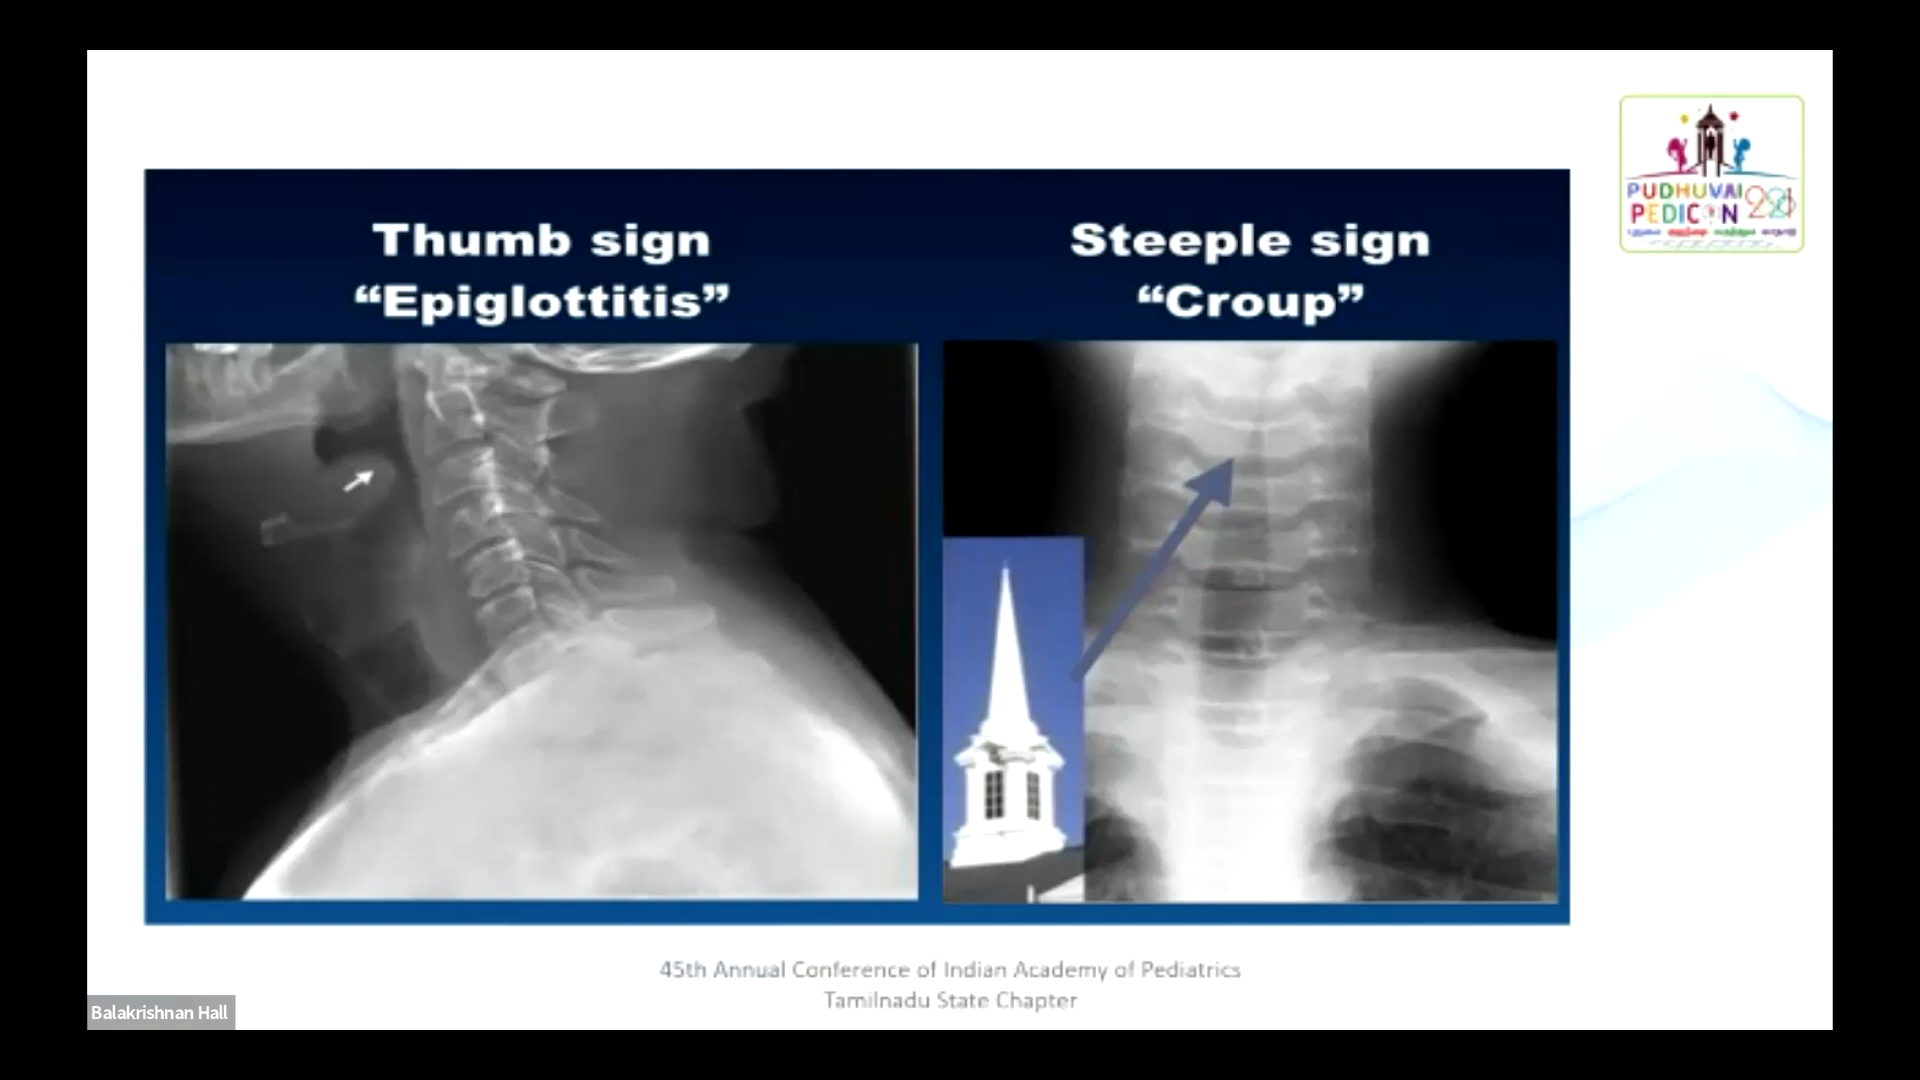 Thumb sign
“Epiglottitis”
Steeple sign
“Croup”
PUDHUVAI
PEDICON
45th Annual Conference of Indian Academy of Pediatrics
Tamilnadu State Chapter
Balakrishnan Hall